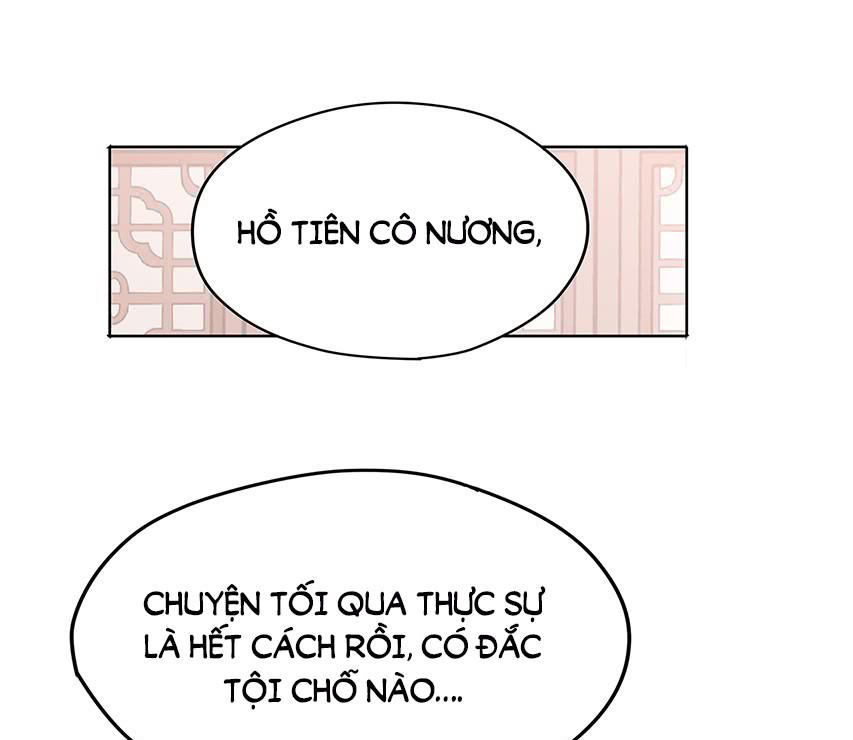 HỒ TIÊN CÔ NƯƠNG,
CHUYỆN TỐI QUA THỰC SỰ
LÀ HẾT CÁCH RỒI, CÓ ĐẮC
TỘI CHỖ NÀO....